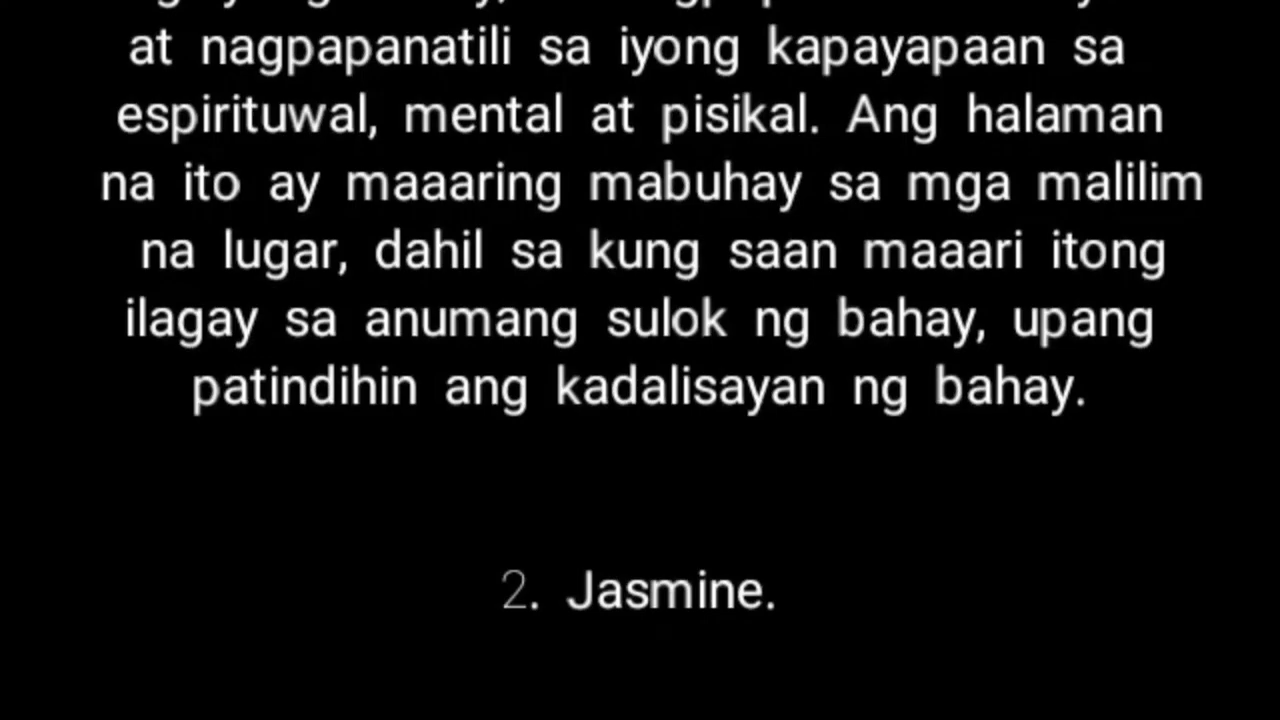 at nagpapanatili sa iyong kapayapaan sa
espirituwal, mental at pisikal. Ang halaman
na ito ay maaaring mabuhay sa mga malilim
na lugar, dahil sa kung saan maaari itong
ilagay sa anumang sulok ng bahay, upang
patindihin ang kadalisayan ng bahay.
2. Jasmine.